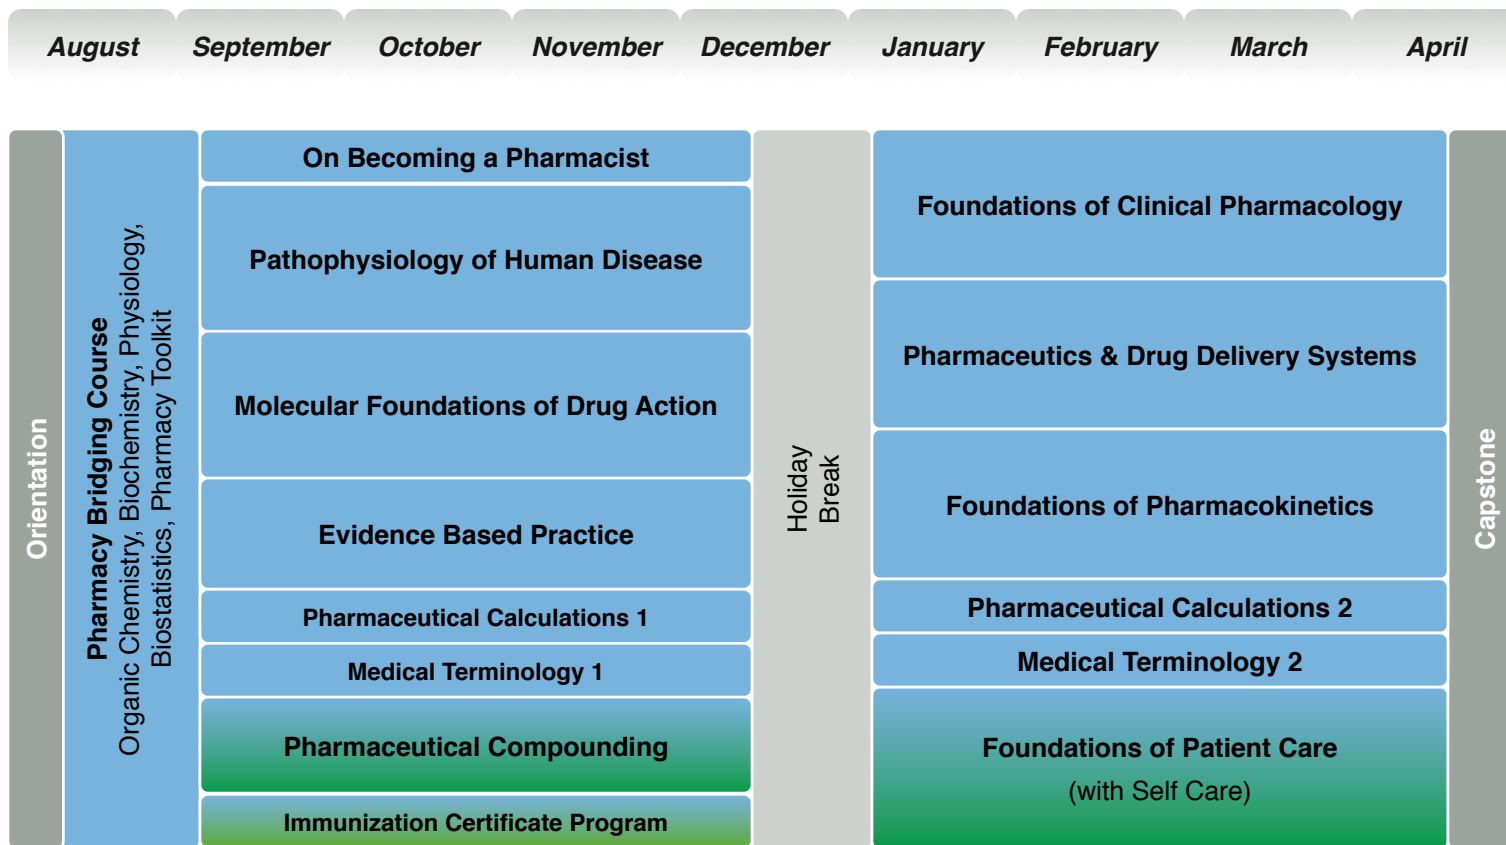 August
September
October
November
December
January
February
March
April
Orientation
Pharmacy Bridging Course
Organic Chemistry, Biochemistry, Physiology,
Biostatistics, Pharmacy Toolkit
On Becoming a Pharmacist
Pathophysiology of Human Disease
Molecular Foundations of Drug Action
Evidence Based Practice
Pharmaceutical Calculations 1
Medical Terminology 1
Pharmaceutical Compounding
Immunization Certificate Program
Holiday
Break
Foundations of Clinical Pharmacology
Pharmaceutics & Drug Delivery Systems
Foundations of Pharmacokinetics
Pharmaceutical Calculations 2
Medical Terminology 2
Foundations of Patient Care
(with Self Care)
Capstone